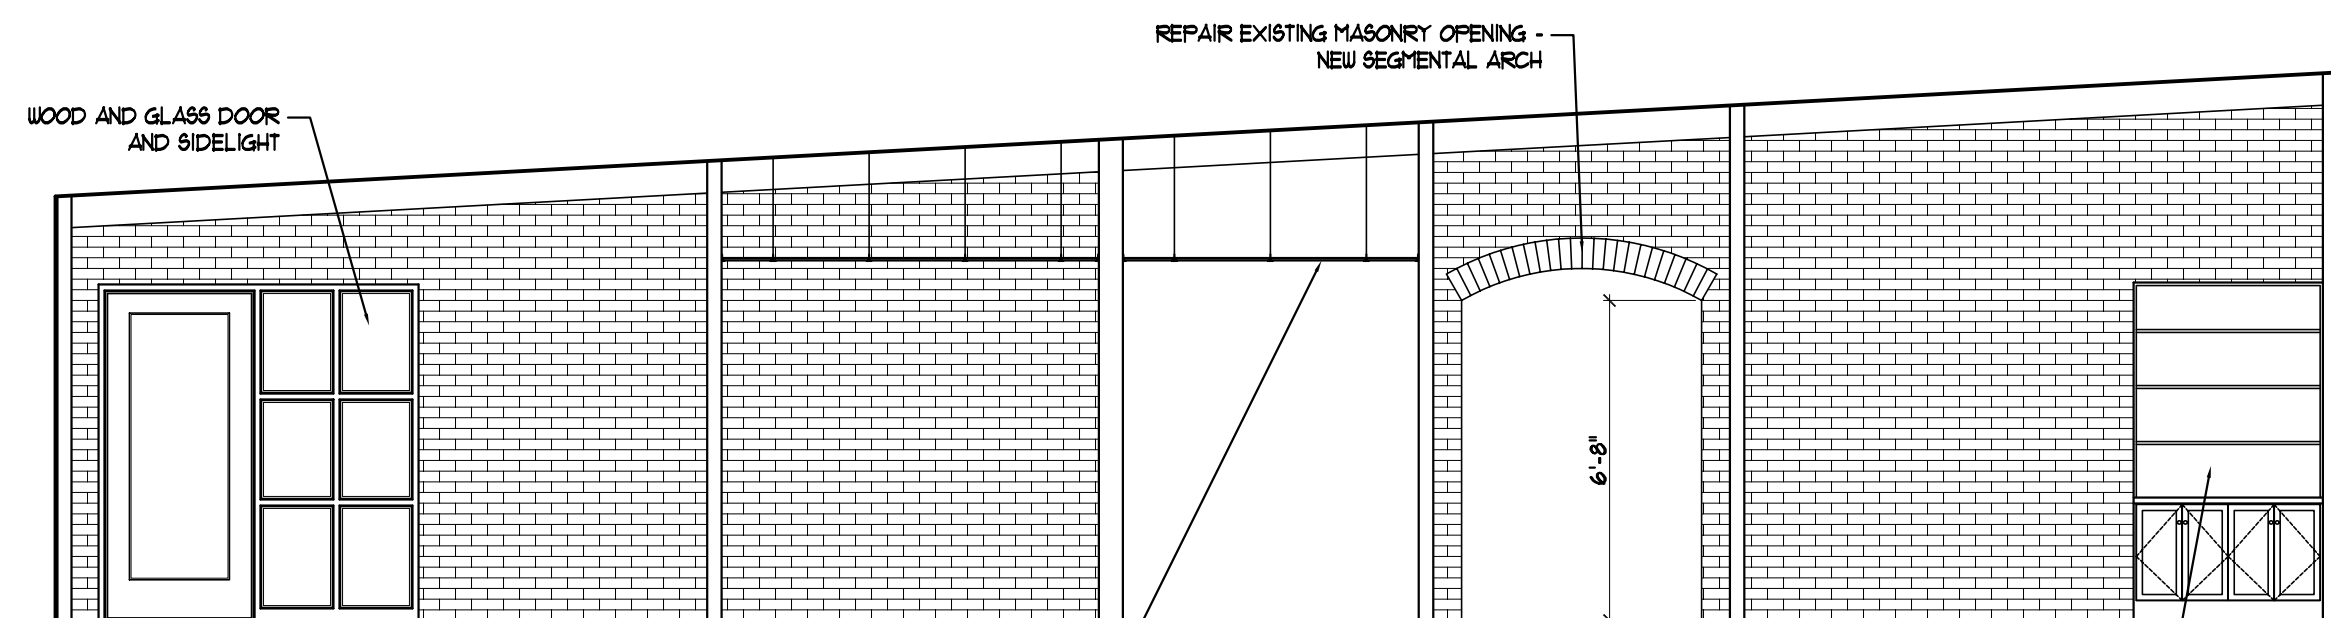 REPAIR EXISTING MASONRY OPENING -
NEW SEGMENTAL ARCH
WOOD AND GLASS DOOR
AND SIDELIGHT
6'-8"